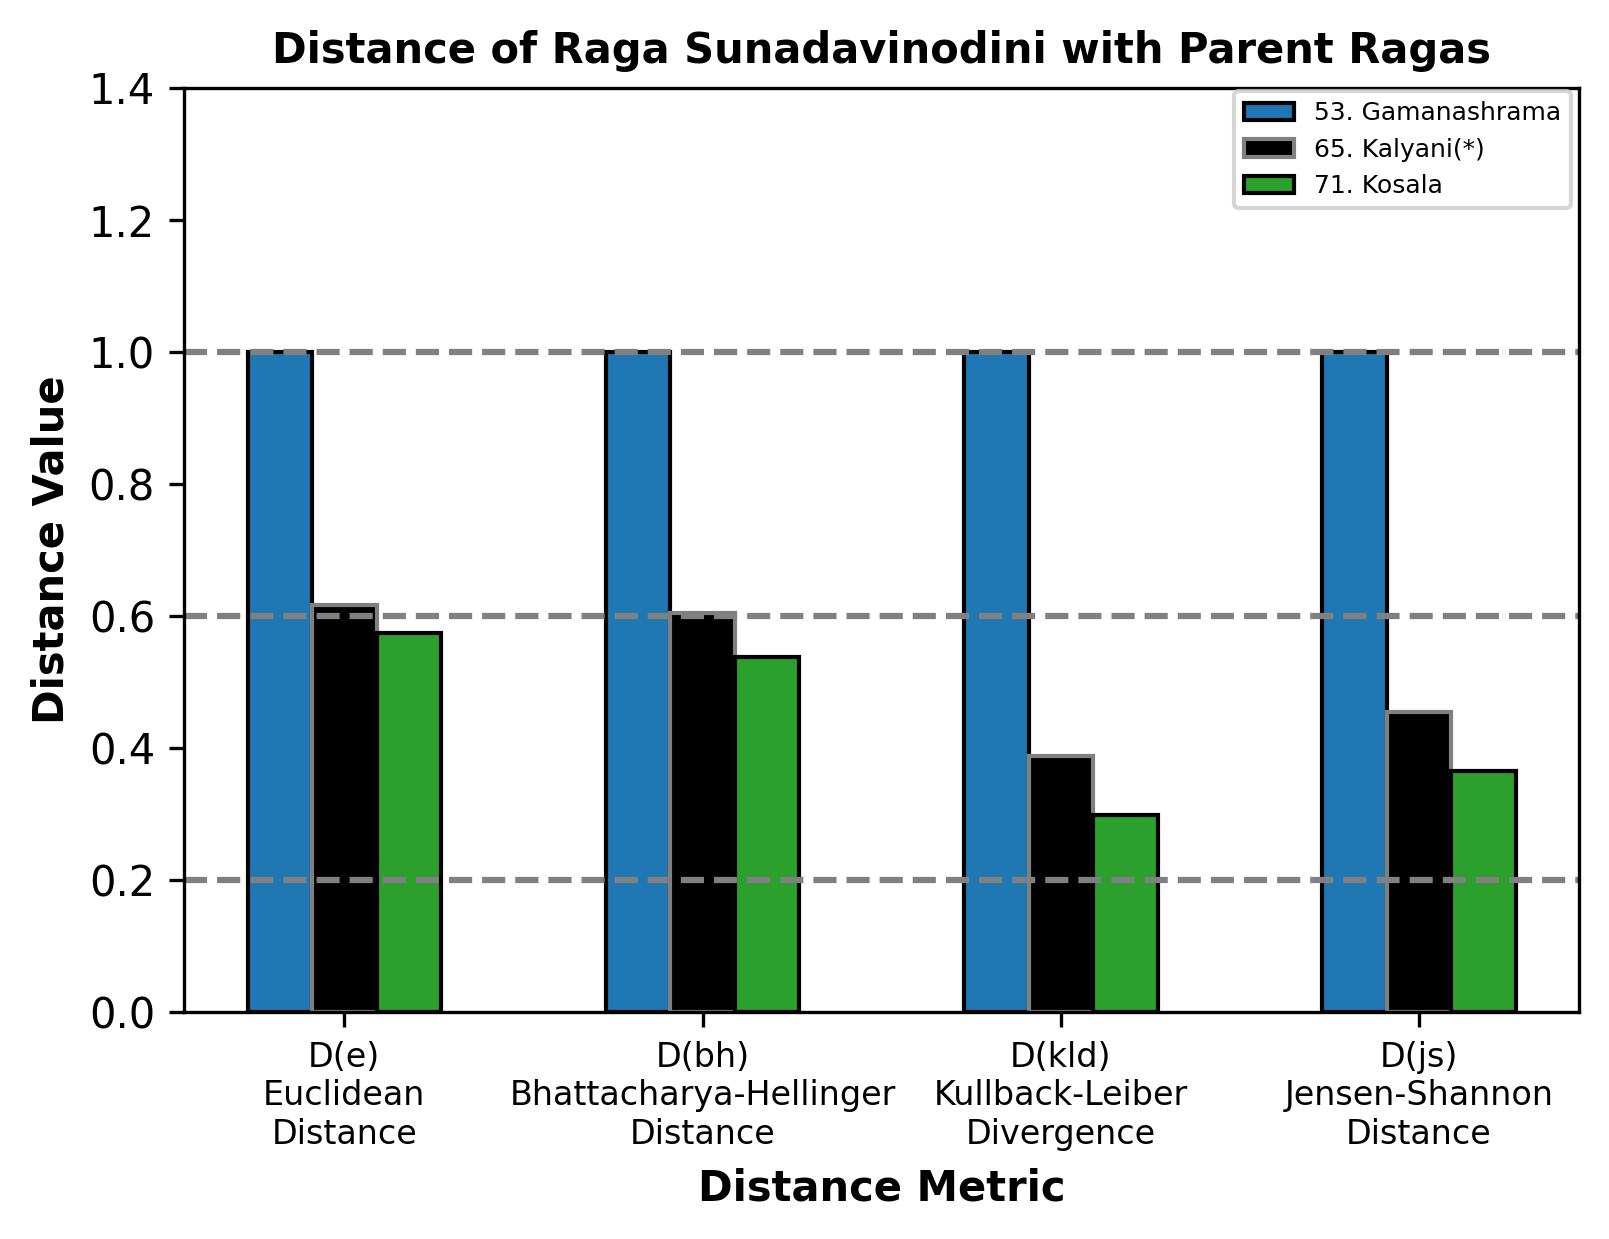 Distance of Raga Sunadavinodini with Parent Ragas
1.4
1.2
1.0
0.8
0.6
0.4
0.2
0.0
Distance Value
53. Gamanashrama
65. Kalyani(*)
71. Kosala
D(e)
Euclidean
Distance
D(bh)
Bhattacharya-Hellinger
Distance
D(kld)
Kullback-Leiber
Divergence
D(js)
Jensen-Shannon
Distance
Distance Metric